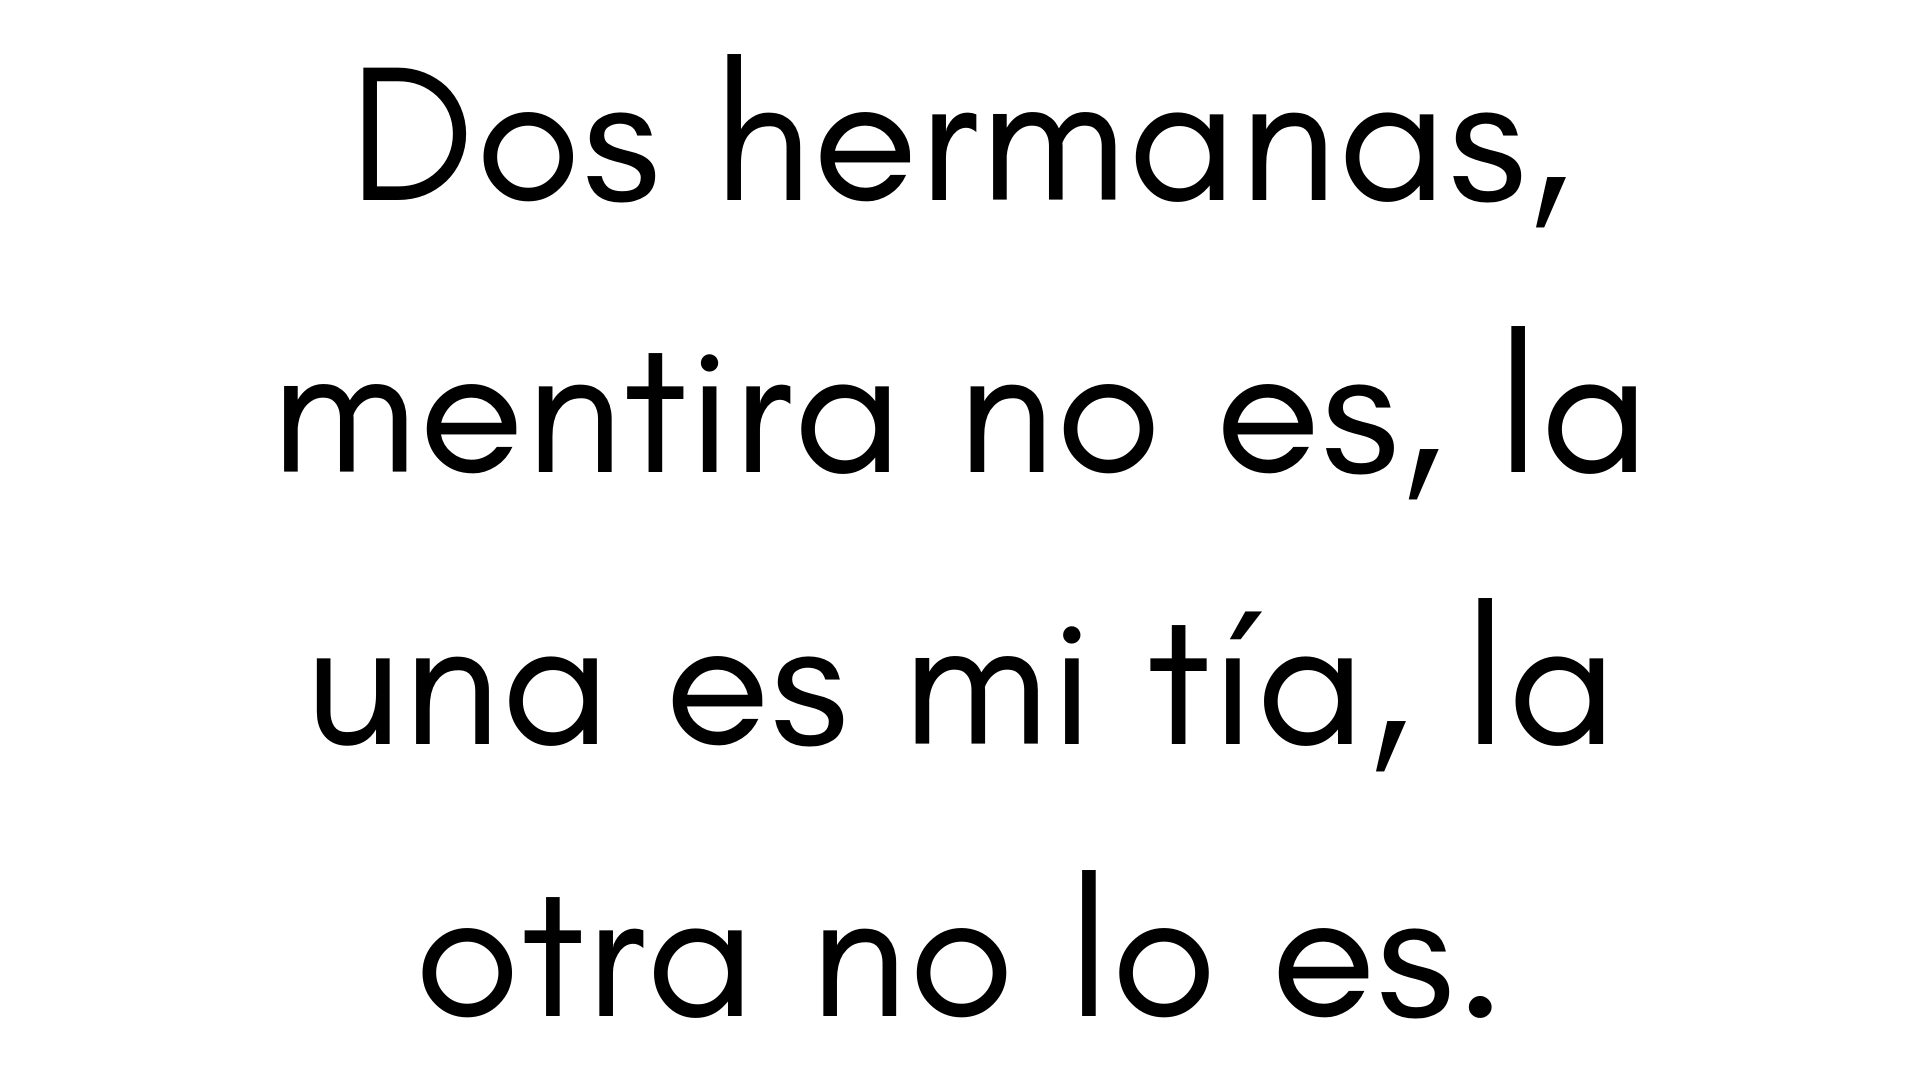 Dos hermanas,
mentira no es, la
una es mi tía, la
otra no lo es.